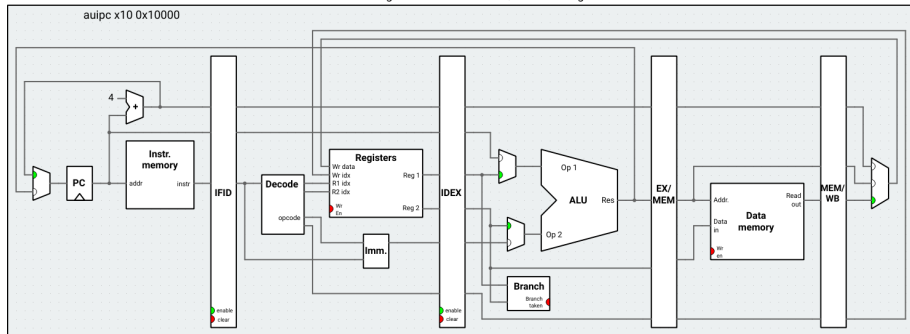 auipc x10 0x10000
4
+
PC
Instr.
memory
addr
instr
IFID
enable
clear
Decode
opcode
Registers
Wr data
Wr idx
R1 idx
R2 idx
Wr
En
Reg 1
Reg 2
Imm.
IDEX
enable
clear
Op 1
ALU
Res
Op 2
Branch
Branch
taken
EX/
MEM
Addr.
Read
out
Data
memory
Data
in
Wr
en
MEM/
WB